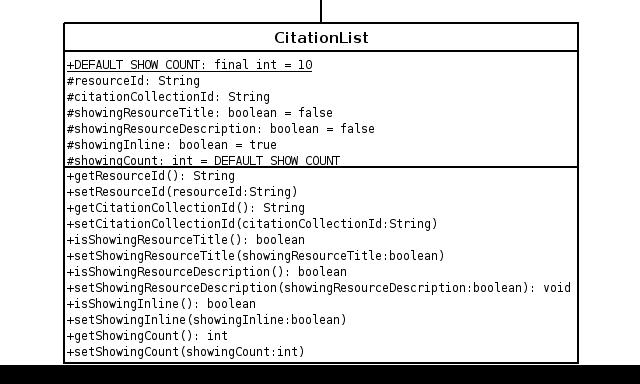 CitationList
+DEFAULT_SHOW_COUNT: final int = 10
#resourceId: String
#citationCollectionId: String
#showingResourceTitle: boolean = false
#showingResourceDescription: boolean = false
#showingInline: boolean = true
#showingCount: int = DEFAULT_SHOW_COUNT
+getResourceId(): String
+setResourceId(resourceId:String)
+getCitationCollectionId(): String
+setCitationCollectionId(citationCollectionId:String)
+isShowingResourceTitle(): boolean
+setShowingResourceTitle(showingResourceTitle:boolean)
+isShowingResourceDescription(): boolean
+setShowingResourceDescription(showingResourceDescription:boolean): void
+isShowingInline(): boolean
+setShowingInline(showingInline:boolean)
+getShowingCount(): int
+setShowingCount(showingCount:int)